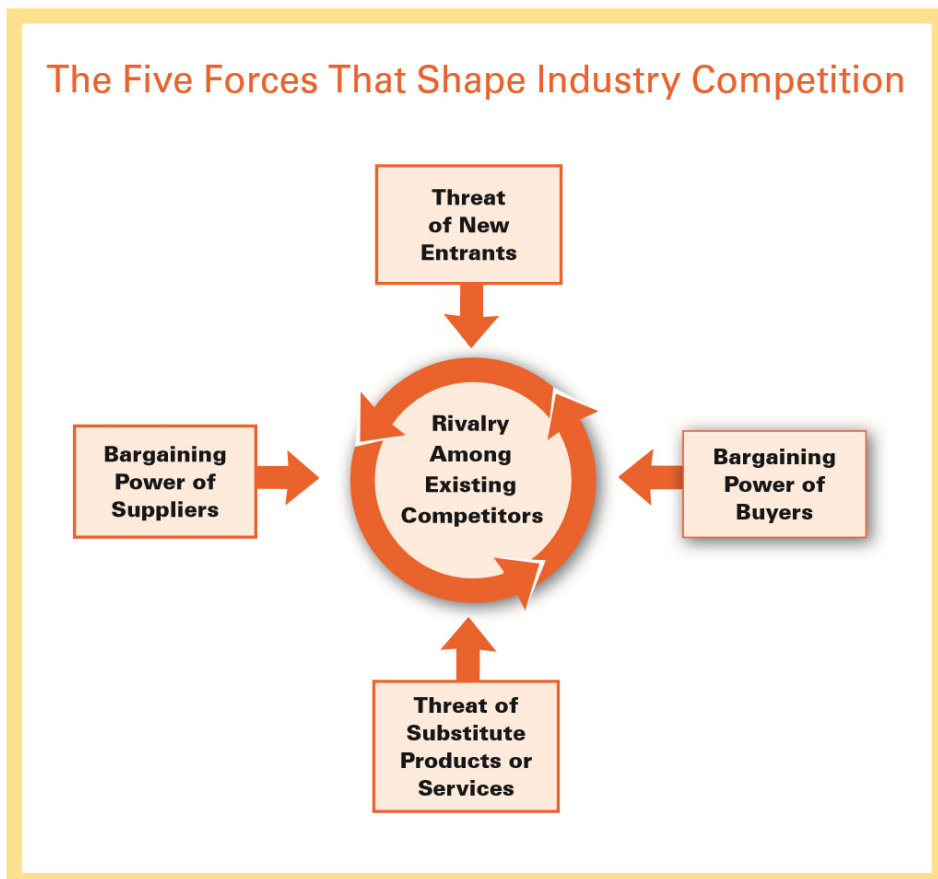 The Five Forces That Shape Industry Competition
Threat
of New
Entrants
Bargaining
Power of
Suppliers
Rivalry
Among
Existing
Competitors
Bargaining
Power of
Buyers
Threat of
Substitute
Products or
Services